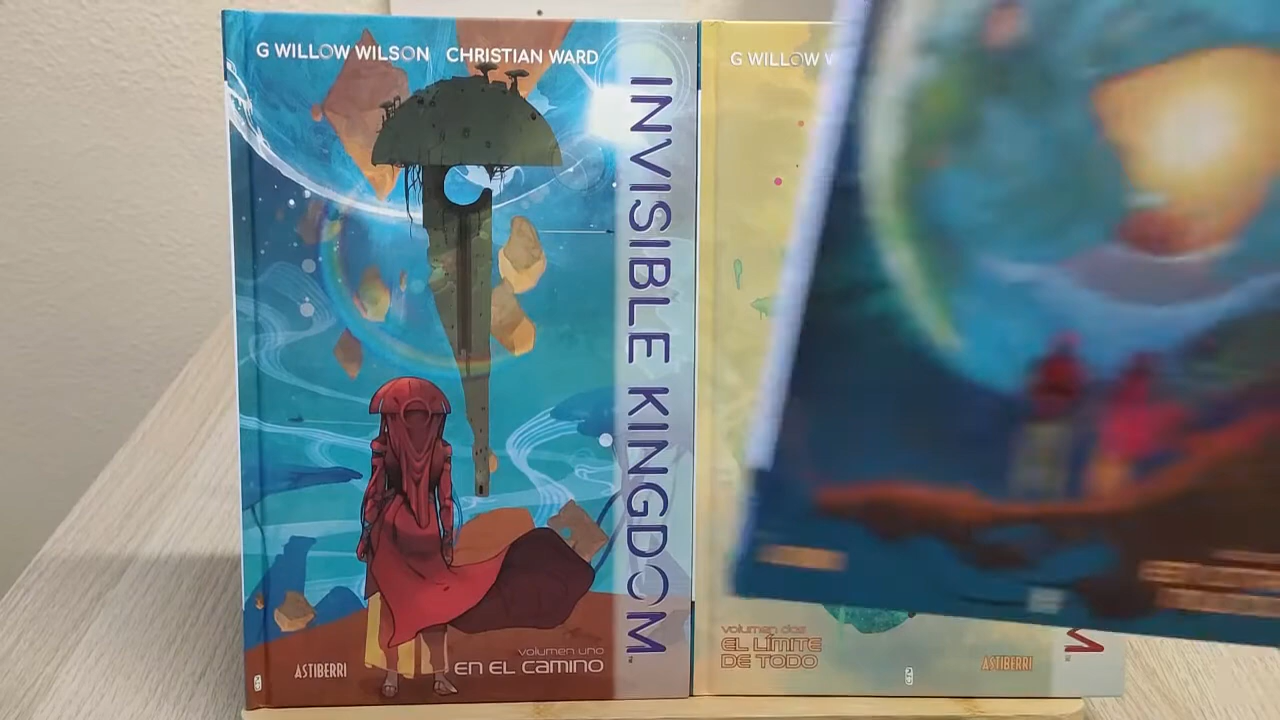 G WILLOW WILSON CHRISTIAN WARD
INVISIBLE KINGDOM
volumen uno
EN EL CAMINO
ASTIBERRI
G WILLOW
volumen dos
EL LÍMITE
DE TODO
ASTIBERRI